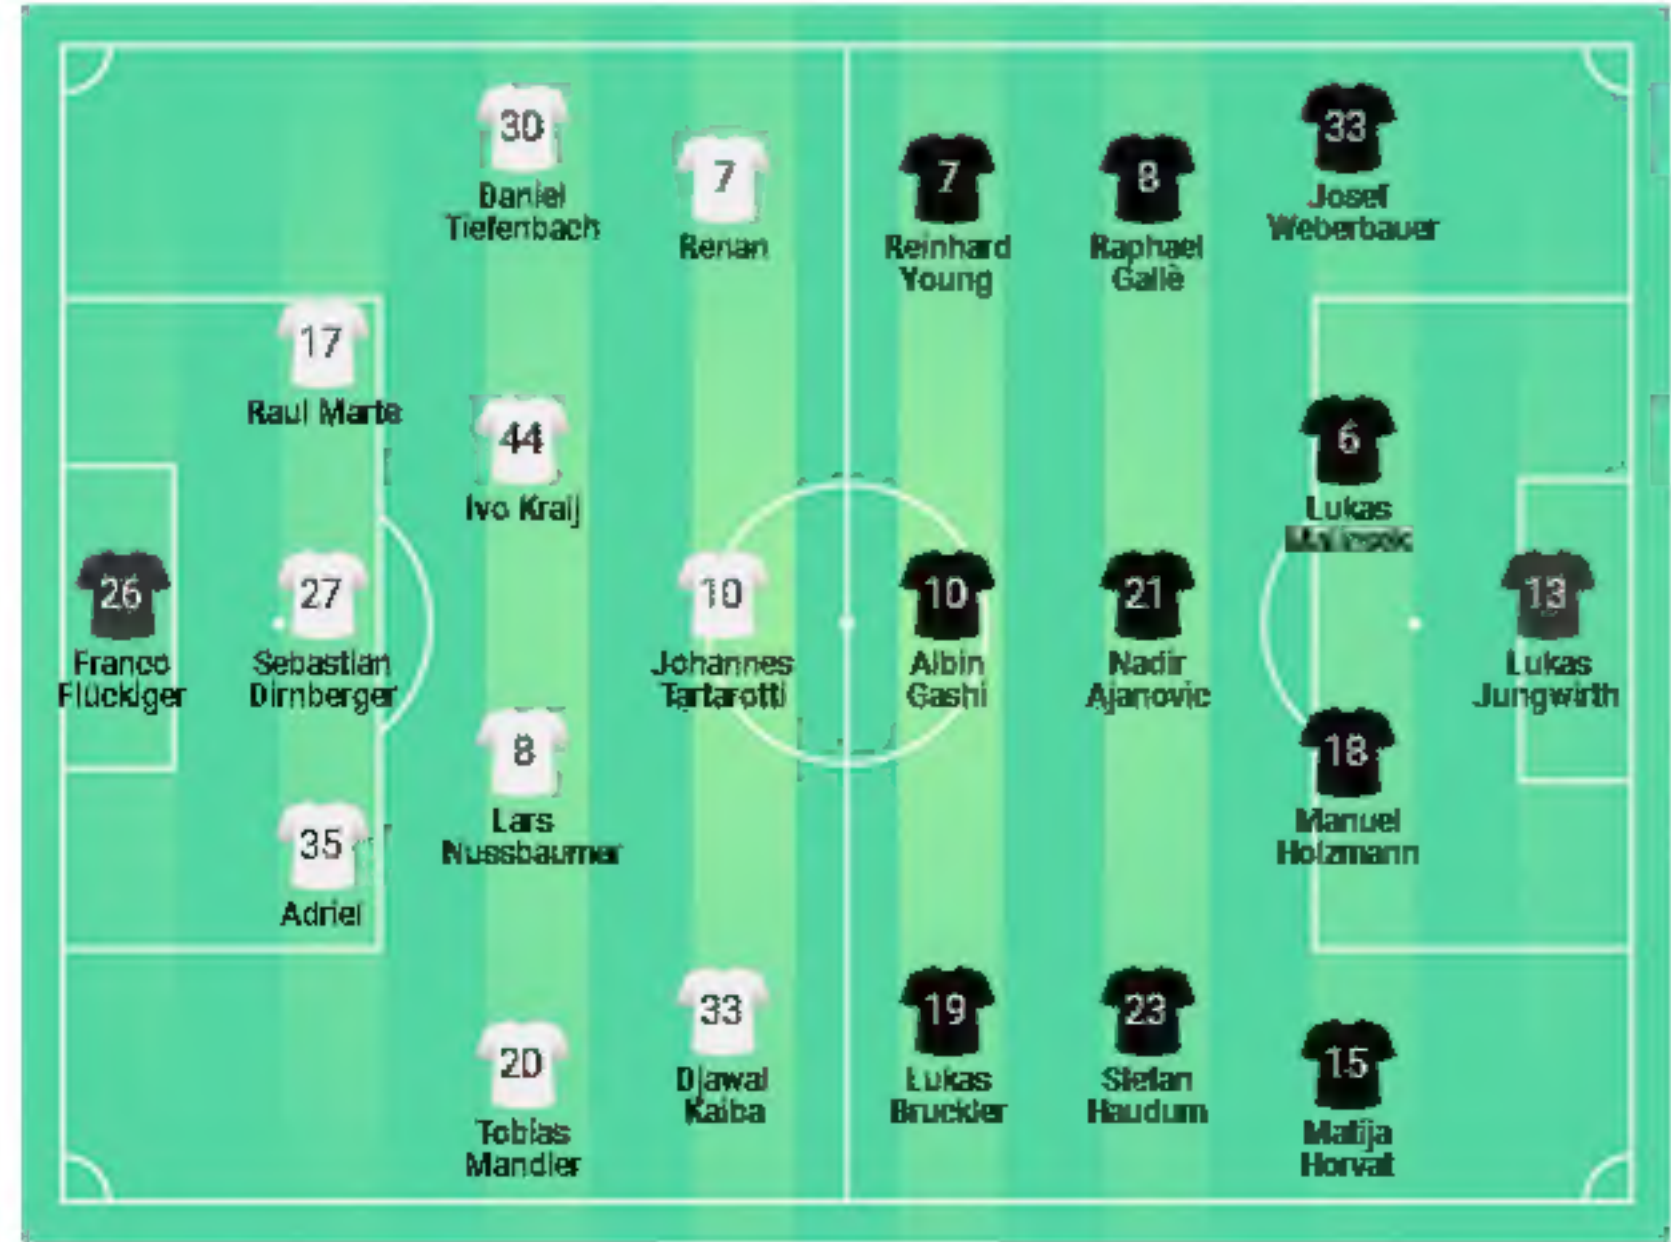 30
Daniel
Tiefenbach
7
Renan
7
Reinhard
Young
8
Raphael
Gallè
33
Josef
Weberbauer
17
Raul Marte
44
Ivo Kralj
6
Lukas
26
Franco
Flückiger
27
Sebastian
Dirnberger
10
Johannes
Tartarotti
10
Albin
Gashi
21
Nadir
Ajanovic
13
Lukas
Jungwirth
8
Lars
Nussbaumer
18
Manuel
Holzmann
35
Adriel
33
Djawal
Kaiba
19
Lukas
Bruckler
23
Stefan
Haudum
20
Tobias
Mandler
15
Matija
Horvat